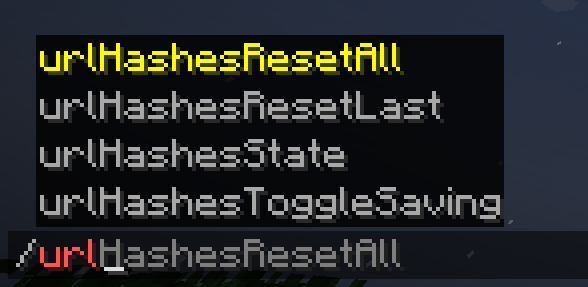 urlHashesResetAll
urlHashesResetLast
urlHashesState
urlHashesToggleSaving
/urlHashesResetAll